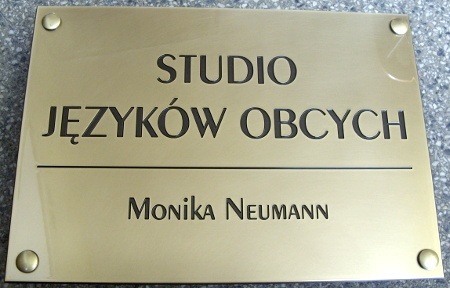 STUDIO
JĘZYKÓW OBCYCH
Monika Neumann